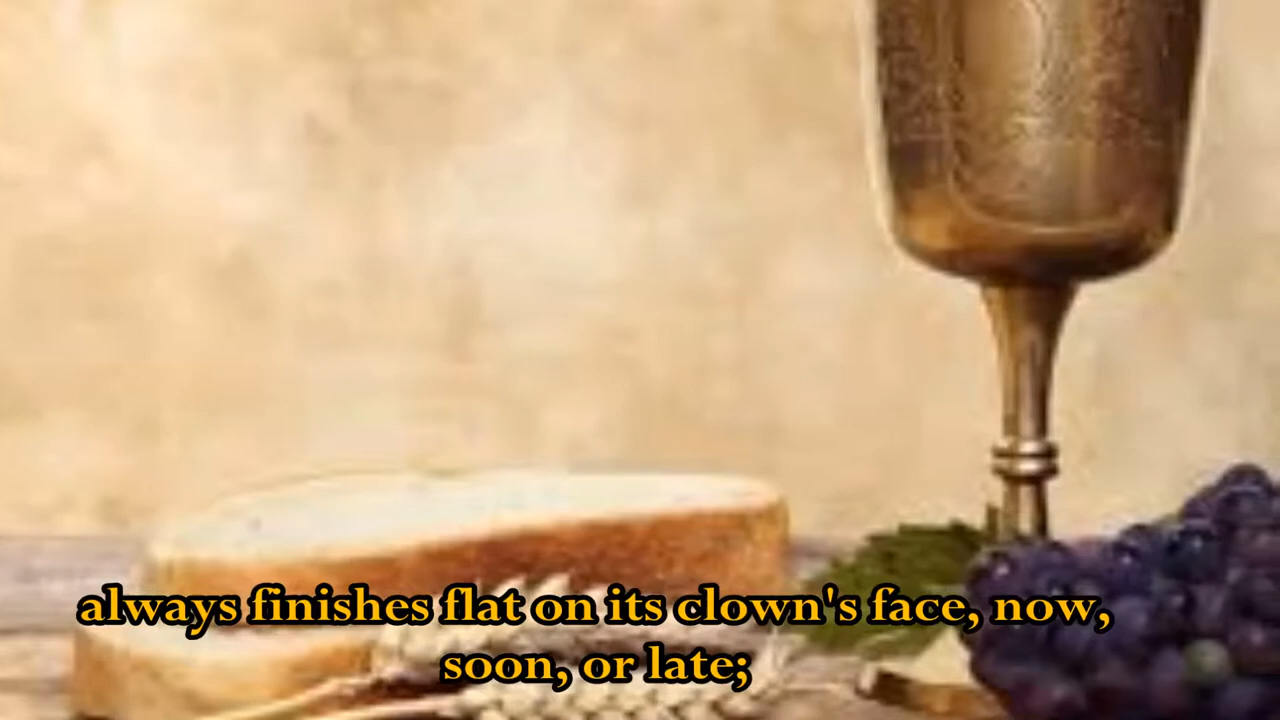 always finishes flat on its clown's face, now,
soon, or late;